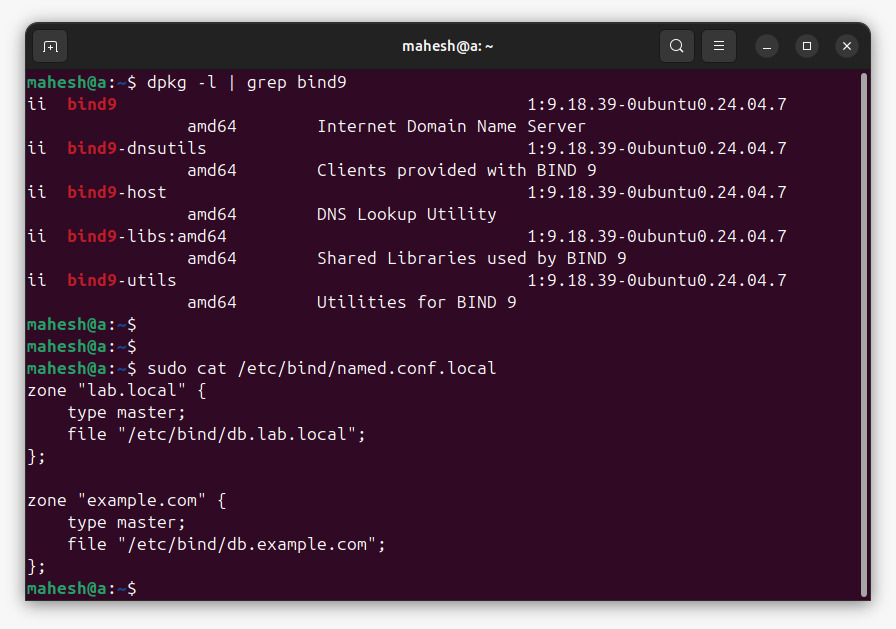 mahesh@a: ~
mahesh@a:~$ dpkg -l | grep bind9
ii  bind9                                         1:9.18.39-0ubuntu0.24.04.7
                amd64        Internet Domain Name Server
ii  bind9-dnsutils                                1:9.18.39-0ubuntu0.24.04.7
                amd64        Clients provided with BIND 9
ii  bind9-host                                    1:9.18.39-0ubuntu0.24.04.7
                amd64        DNS Lookup Utility
ii  bind9-libs:amd64                              1:9.18.39-0ubuntu0.24.04.7
                amd64        Shared Libraries used by BIND 9
ii  bind9-utils                                   1:9.18.39-0ubuntu0.24.04.7
                amd64        Utilities for BIND 9
mahesh@a:~$
mahesh@a:~$
mahesh@a:~$ sudo cat /etc/bind/named.conf.local
zone "lab.local" {
    type master;
    file "/etc/bind/db.lab.local";
};

zone "example.com" {
    type master;
    file "/etc/bind/db.example.com";
};
mahesh@a:~$